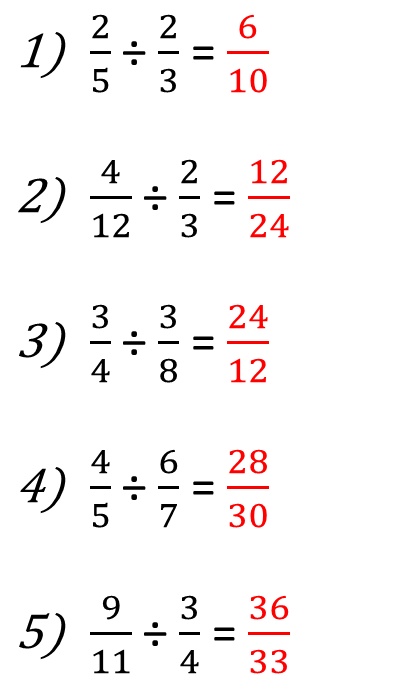 1) 2/5 ÷ 2/3 = 6/10
2) 4/12 ÷ 2/3 = 12/24
3) 3/4 ÷ 3/8 = 24/12
4) 4/5 ÷ 6/7 = 28/30
5) 9/11 ÷ 3/4 = 36/33